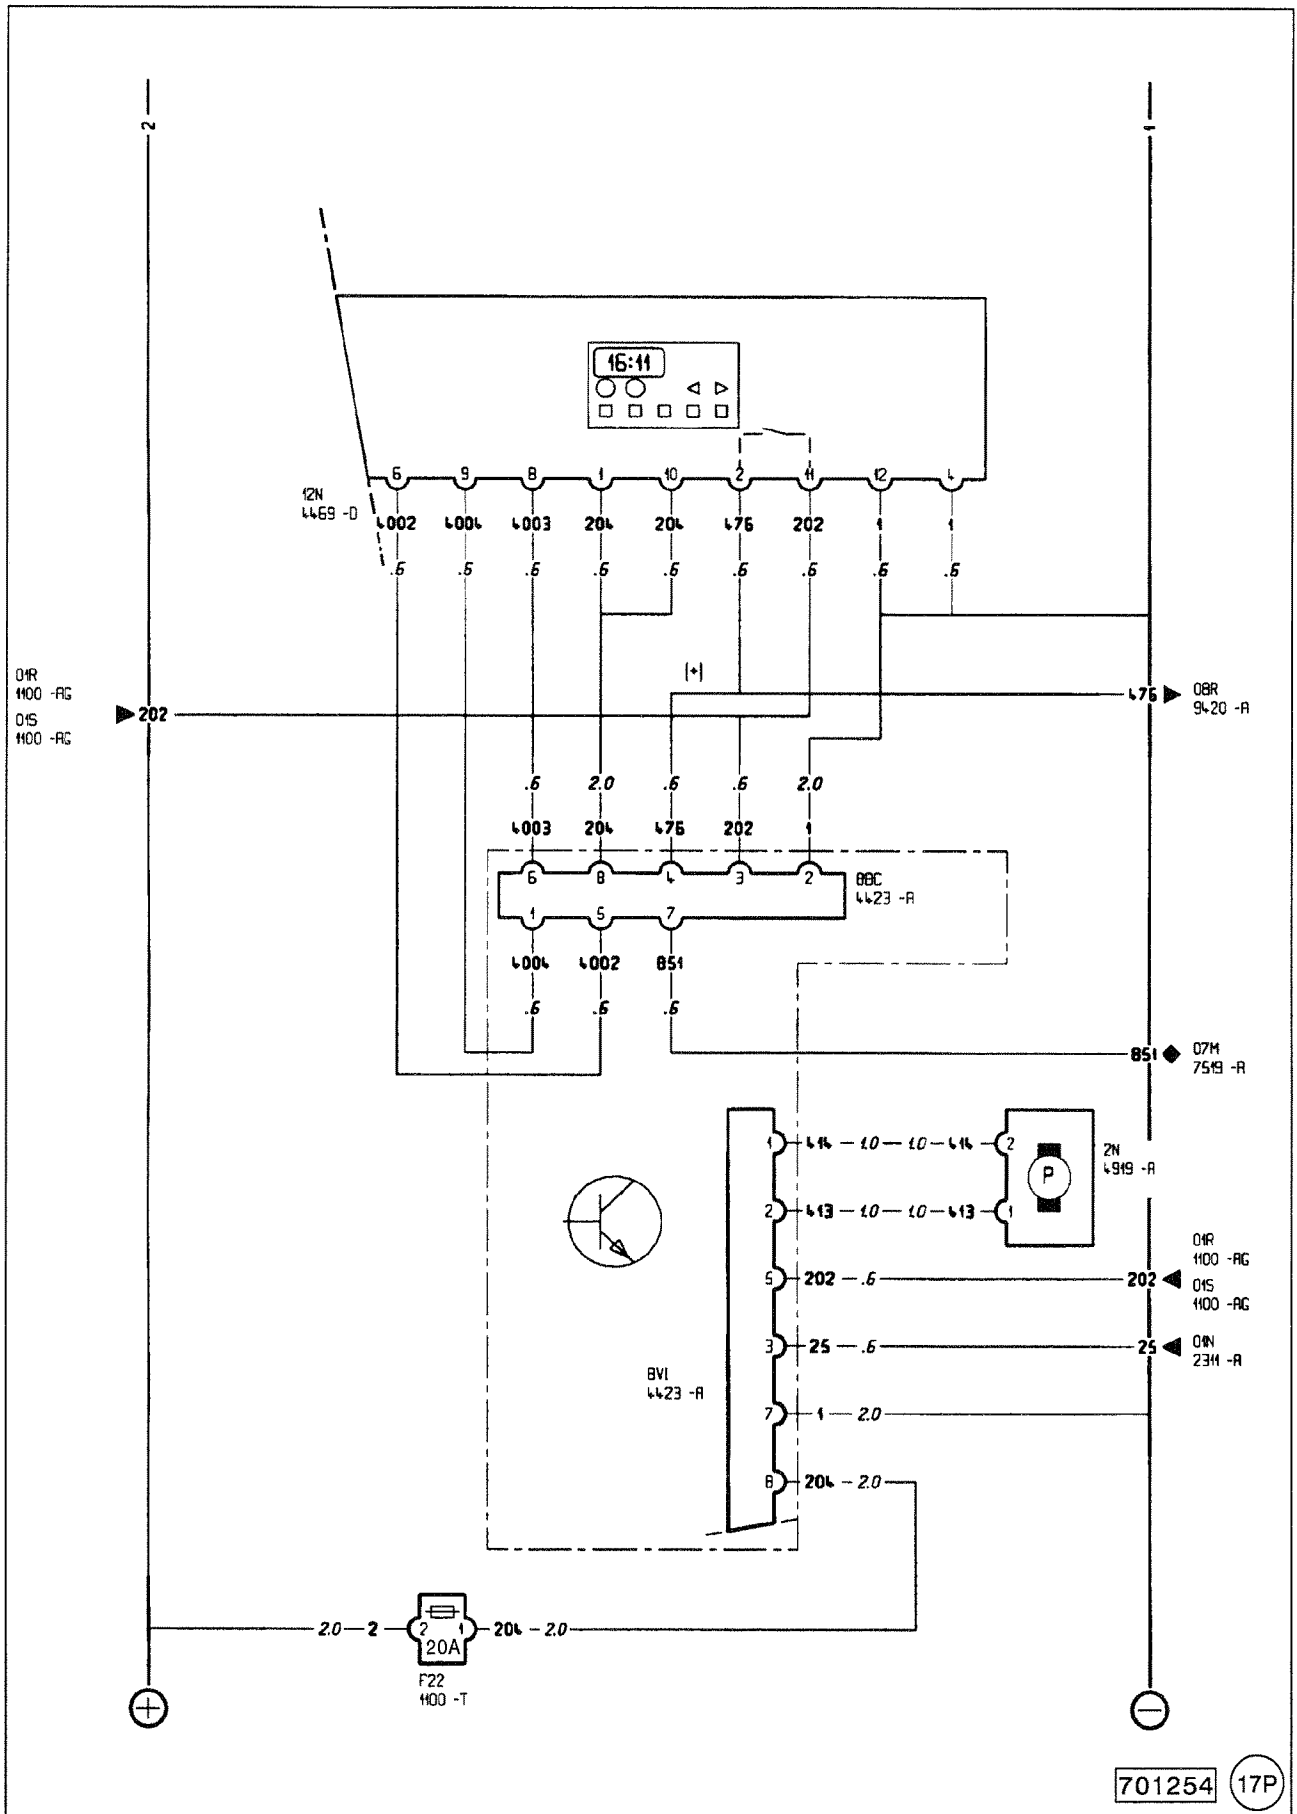 2
1
16:11
6 9 8 1 10 2 11 12 4
12N
4469 -D
4002 4004 4003 204 204 476 202 1 1
.6 .6 .6 .6 .6 .6 .6 .6 .6
01R
1100 -AG
01S
1100 -AG
202
(+)
476
08R
9420 -A
.6 2.0 .6 .6 2.0
4003 204 476 202 1
6 8 4 3 2
1 5 7
8BC
4423 -A
4004 4002 851
.6 .6 .6
851
07M
7519 -A
1 414 1.0 1.0 414 2
2 413 1.0 1.0 413 1
P
2N
4919 -A
5 202 .6 202
01R
1100 -AG
01S
1100 -AG
3 25 .6 25
01N
2311 -A
8VI
4423 -A
7 1 2.0
8 204 2.0
2.0 2 2 1 204 2.0
20A
F22
1100 -T
+
−
701254
17P